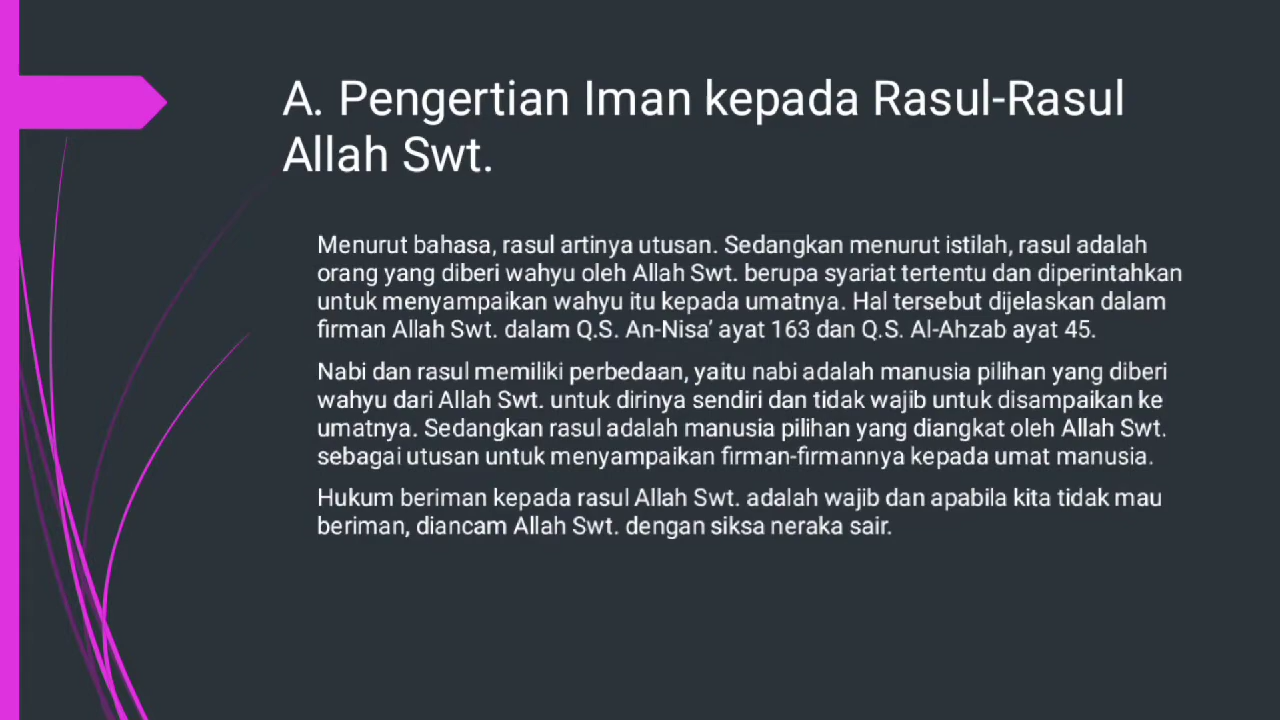 A. Pengertian Iman kepada Rasul-Rasul
Allah Swt.
Menurut bahasa, rasul artinya utusan. Sedangkan menurut istilah, rasul adalah
orang yang diberi wahyu oleh Allah Swt. berupa syariat tertentu dan diperintahkan
untuk menyampaikan wahyu itu kepada umatnya. Hal tersebut dijelaskan dalam
firman Allah Swt. dalam Q.S. An-Nisa’ ayat 163 dan Q.S. Al-Ahzab ayat 45.
Nabi dan rasul memiliki perbedaan, yaitu nabi adalah manusia pilihan yang diberi
wahyu dari Allah Swt. untuk dirinya sendiri dan tidak wajib untuk disampaikan ke
umatnya. Sedangkan rasul adalah manusia pilihan yang diangkat oleh Allah Swt.
sebagai utusan untuk menyampaikan firman-firmannya kepada umat manusia.
Hukum beriman kepada rasul Allah Swt. adalah wajib dan apabila kita tidak mau
beriman, diancam Allah Swt. dengan siksa neraka sair.